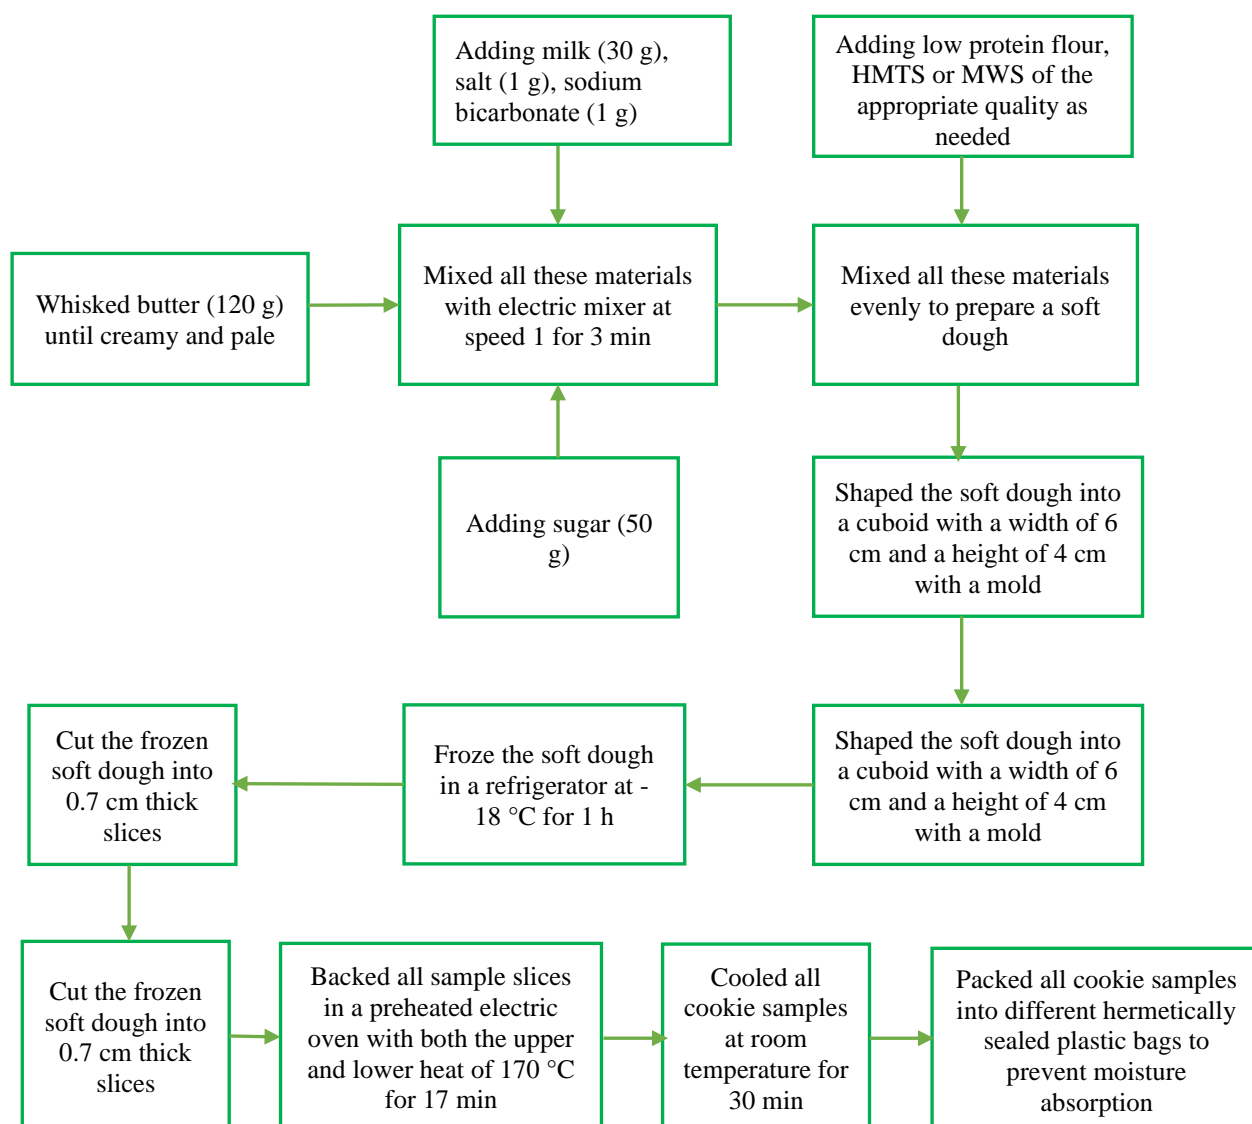 Adding milk (30 g),
salt (1 g), sodium
bicarbonate (1 g)
Adding low protein flour,
HMTS or MWS of the
appropriate quality as
needed
Whisked butter (120 g)
until creamy and pale
Mixed all these materials
with electric mixer at
speed 1 for 3 min
Mixed all these materials
evenly to prepare a soft
dough
Adding sugar (50
g)
Shaped the soft dough into
a cuboid with a width of 6
cm and a height of 4 cm
with a mold
Cut the frozen
soft dough into
0.7 cm thick
slices
Froze the soft dough
in a refrigerator at -
18 °C for 1 h
Shaped the soft dough into
a cuboid with a width of 6
cm and a height of 4 cm
with a mold
Cut the frozen
soft dough into
0.7 cm thick
slices
Backed all sample slices
in a preheated electric
oven with both the upper
and lower heat of 170 °C
for 17 min
Cooled all
cookie samples
at room
temperature for
30 min
Packed all cookie samples
into different hermetically
sealed plastic bags to
prevent moisture
absorption